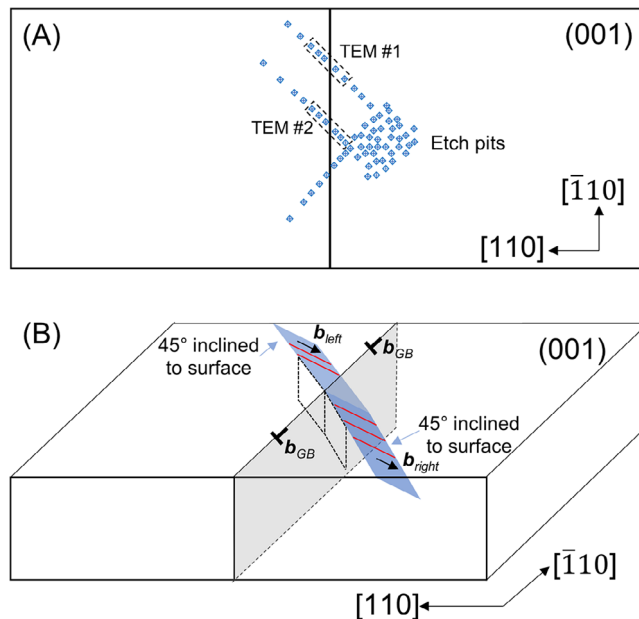 (A)
TEM #1
(001)
TEM #2
Etch pits
[1̅10]
[110]
(B)
45° inclined
to surface
b_left
b_GB
(001)
b_GB
45° inclined
to surface
b_right
[1̅10]
[110]